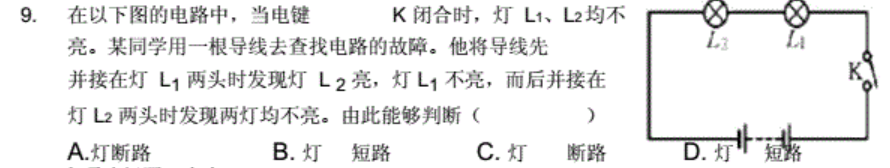 9. 在以下图的电路中，当电键 K 闭合时，灯 L₁、L₂均不
亮。某同学用一根导线去查找电路的故障。他将导线先
并接在灯 L₁ 两头时发现灯 L₂ 亮，灯L₁ 不亮，而后并接在
灯 L₂ 两头时发现两灯均不亮。由此能够判断（ ）
A.灯断路 B. 灯 短路 C. 灯 断路 D. 灯 短路
L₂ L₁
K